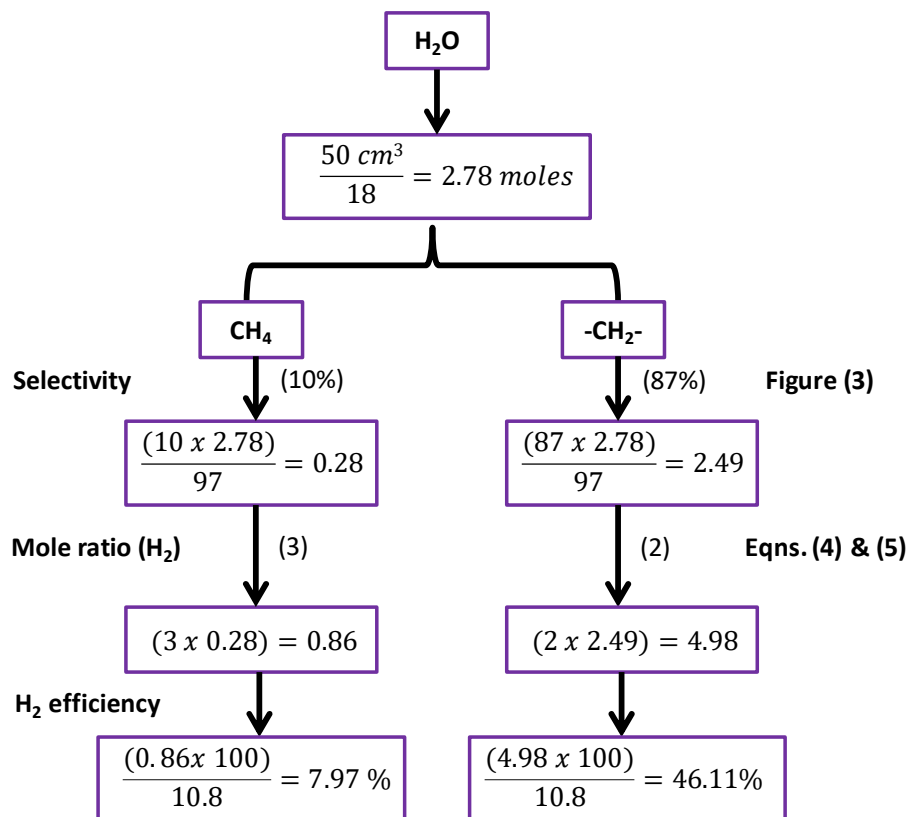 H₂O
50 cm³ / 18 = 2.78 moles
CH₄ -CH₂-
Selectivity (10%) (87%) Figure (3)
(10 x 2.78) / 97 = 0.28 (87 x 2.78) / 97 = 2.49
Mole ratio (H₂) (3) (2) Eqns. (4) & (5)
(3 x 0.28) = 0.86 (2 x 2.49) = 4.98
H₂ efficiency
(0.86x 100) / 10.8 = 7.97 % (4.98 x 100) / 10.8 = 46.11%